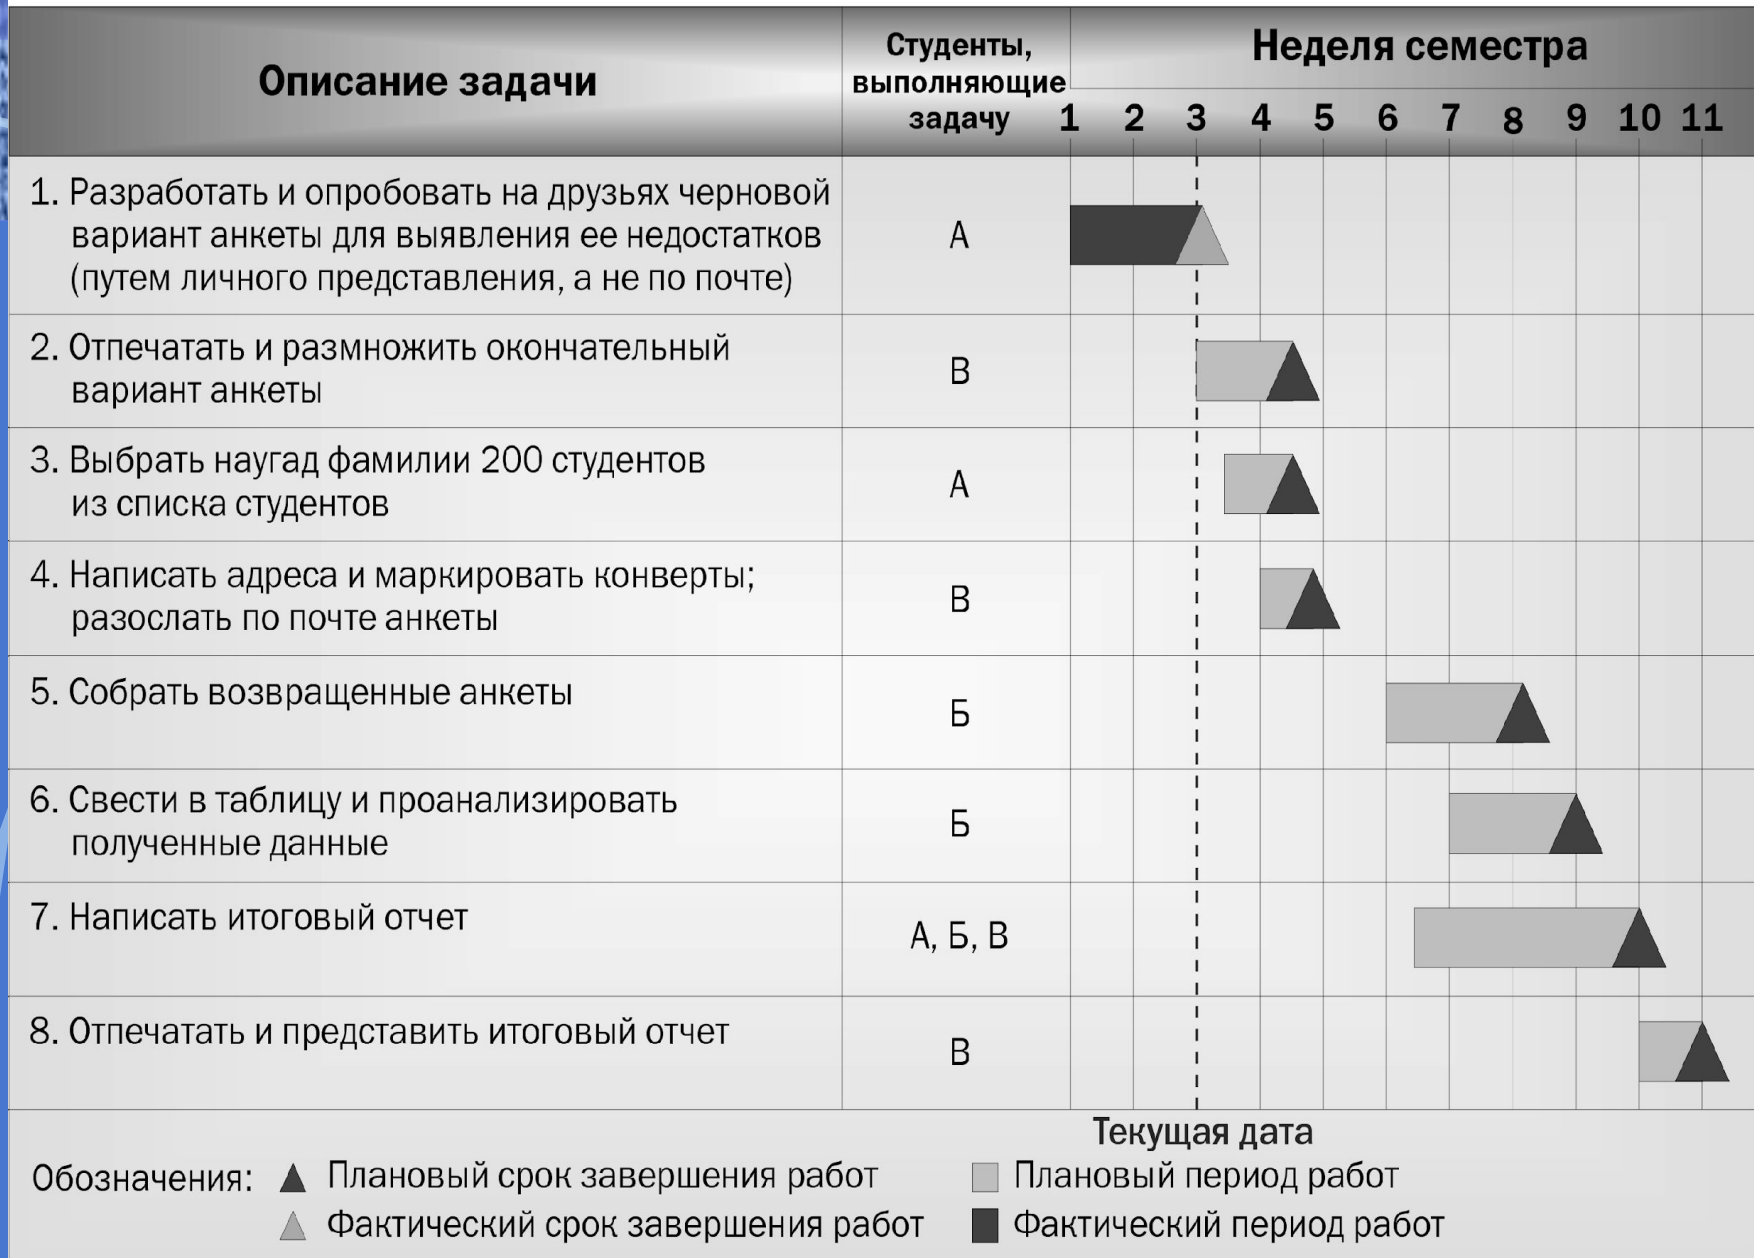 Описание задачи
Студенты,
выполняющие
задачу
Неделя семестра
1 2 3 4 5 6 7 8 9 10 11
1. Разработать и опробовать на друзьях черновой
вариант анкеты для выявления ее недостатков
(путем личного представления, а не по почте)
А
2. Отпечатать и размножить окончательный
вариант анкеты
В
3. Выбрать наугад фамилии 200 студентов
из списка студентов
А
4. Написать адреса и маркировать конверты;
разослать по почте анкеты
В
5. Собрать возвращенные анкеты
Б
6. Свести в таблицу и проанализировать
полученные данные
Б
7. Написать итоговый отчет
А, Б, В
8. Отпечатать и представить итоговый отчет
В
Текущая дата
Обозначения:
Плановый срок завершения работ
Плановый период работ
Фактический срок завершения работ
Фактический период работ